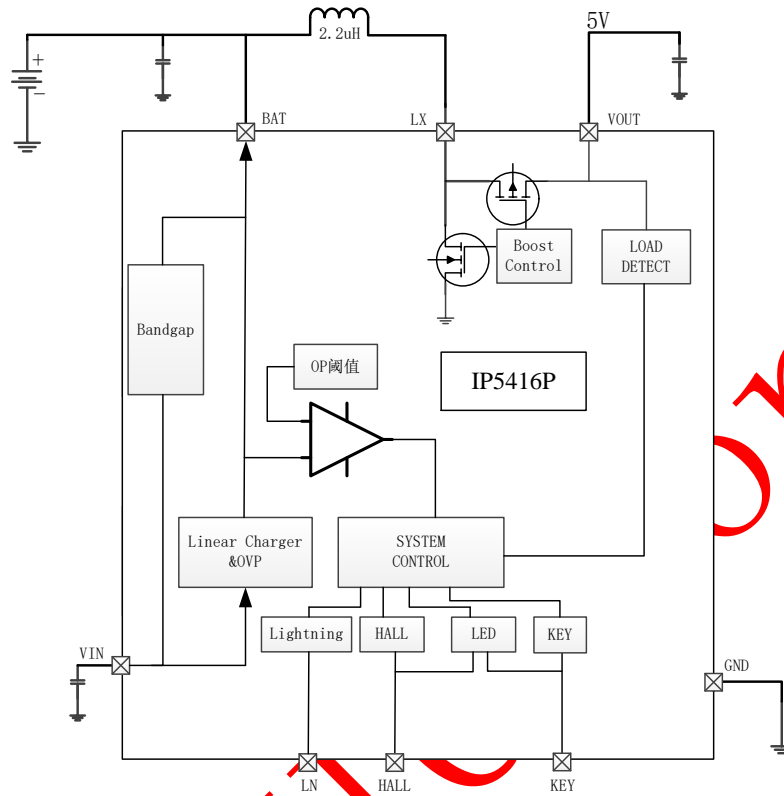 2.2uH
5V
+
−
BAT
LX
VOUT
Boost
Control
LOAD
DETECT
Bandgap
OP阈值
IP5416P
Linear Charger
&OVP
SYSTEM
CONTROL
Lightning
HALL
LED
KEY
VIN
GND
LN
HALL
KEY